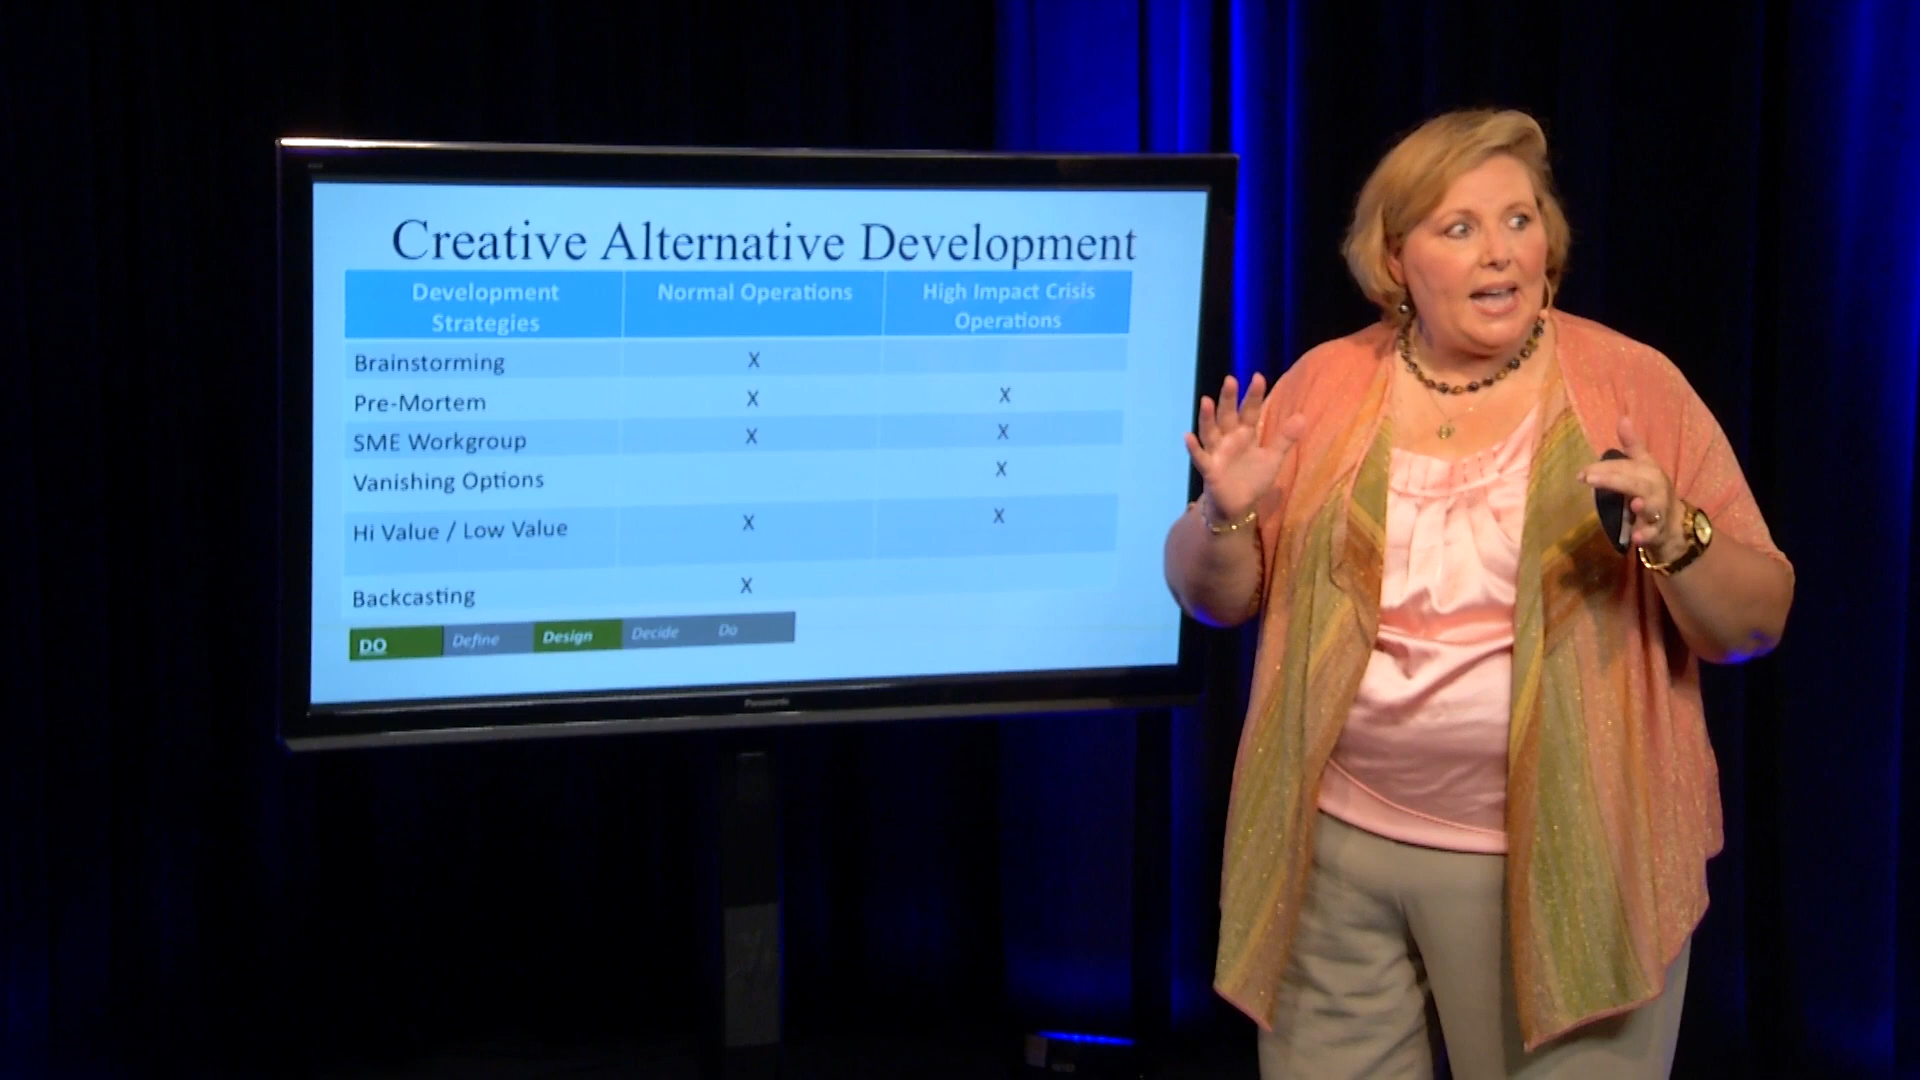 Creative Alternative Development
Development Strategies Normal Operations High Impact Crisis Operations
Brainstorming X
Pre-Mortem X X
SME Workgroup X X
Vanishing Options X
Hi Value / Low Value X X
Backcasting X
DO Define Design Decide Do
Panasonic